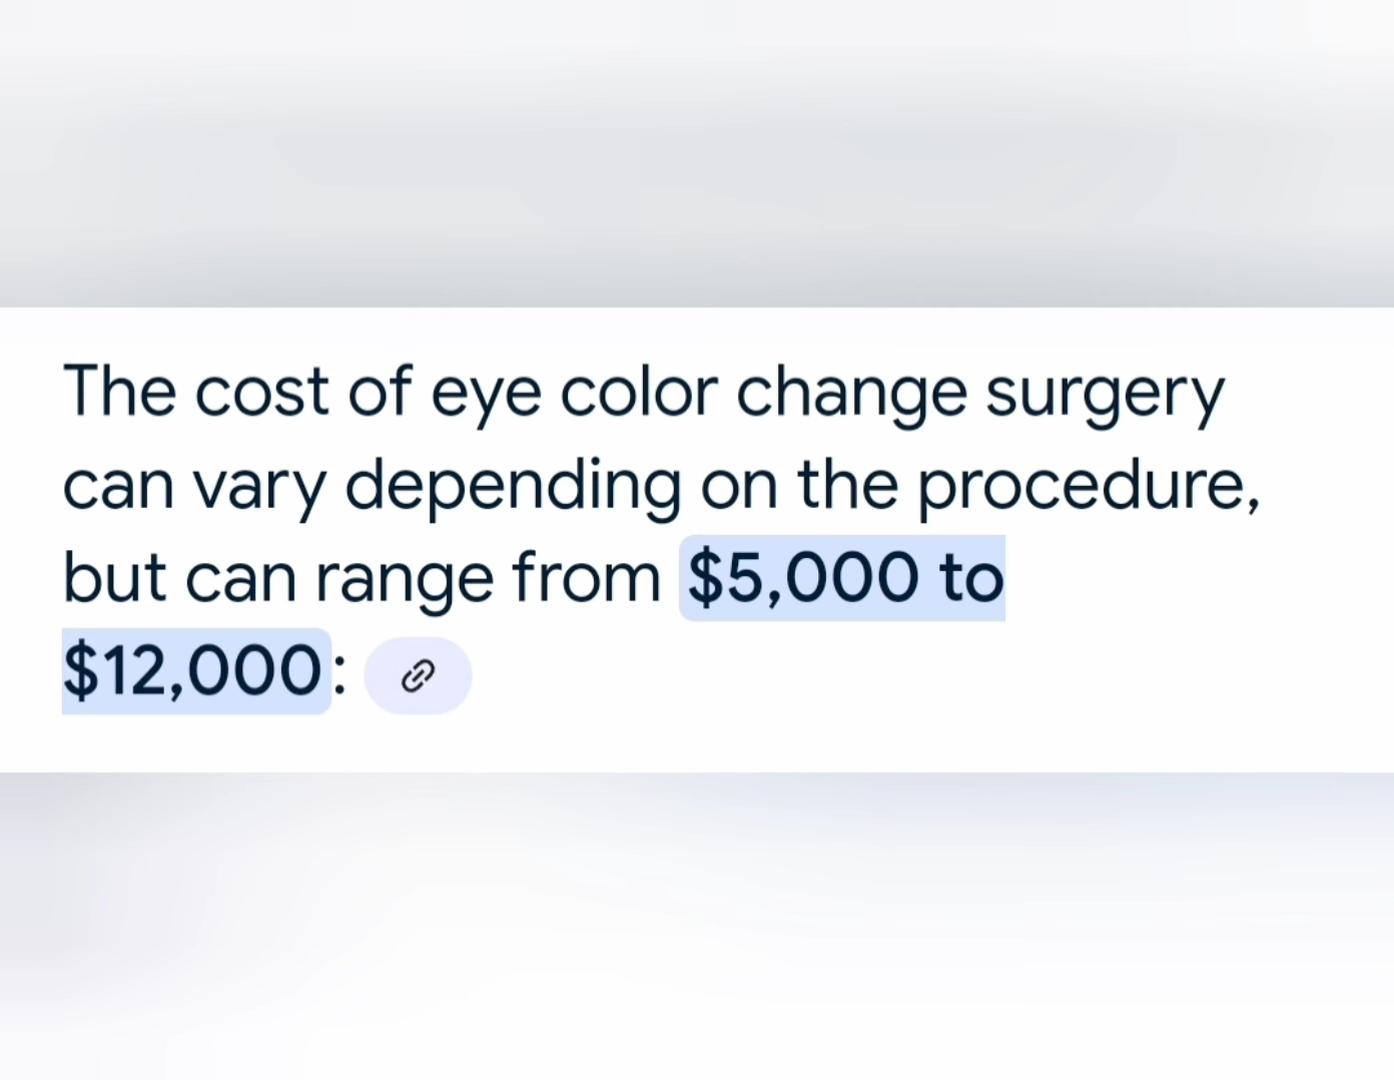 The cost of eye color change surgery
can vary depending on the procedure,
but can range from $5,000 to
$12,000: